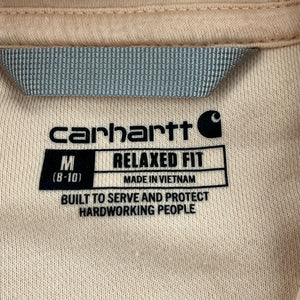 carhartt
M
(8-10)
RELAXED FIT
MADE IN VIETNAM
BUILT TO SERVE AND PROTECT
HARDWORKING PEOPLE